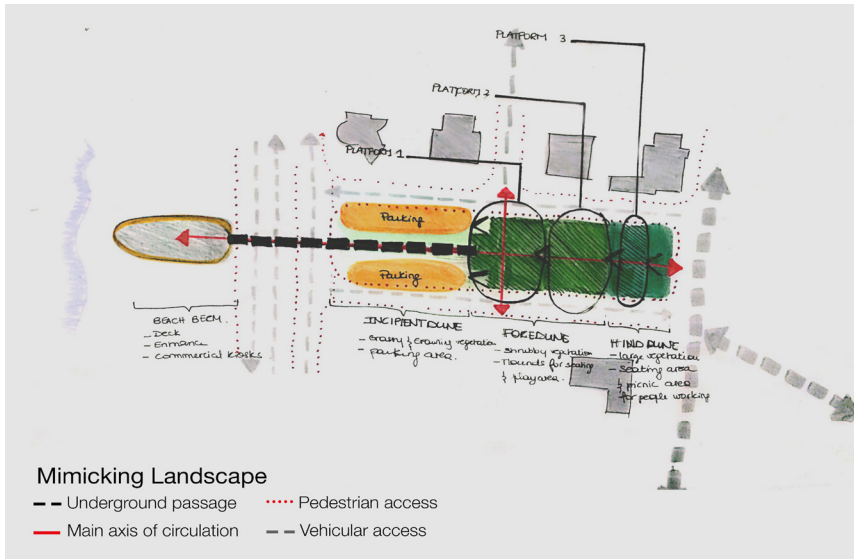 PLATFORM 3
PLATFORM 2
PLATFORM 1
Parking
Parking
BEACH BERM.
- Deck
- Entrance
- Commercial kiosks
INCIPIENT DUNE
- Grassy & crawling vegetation
- parking area.
FOREDUNE
- shrubby vegetation
- Mounds for seating
& play area.
HIND DUNE
- large vegetation
- seating area
& picnic area
for people working
Mimicking Landscape
Underground passage
Pedestrian access
Main axis of circulation
Vehicular access